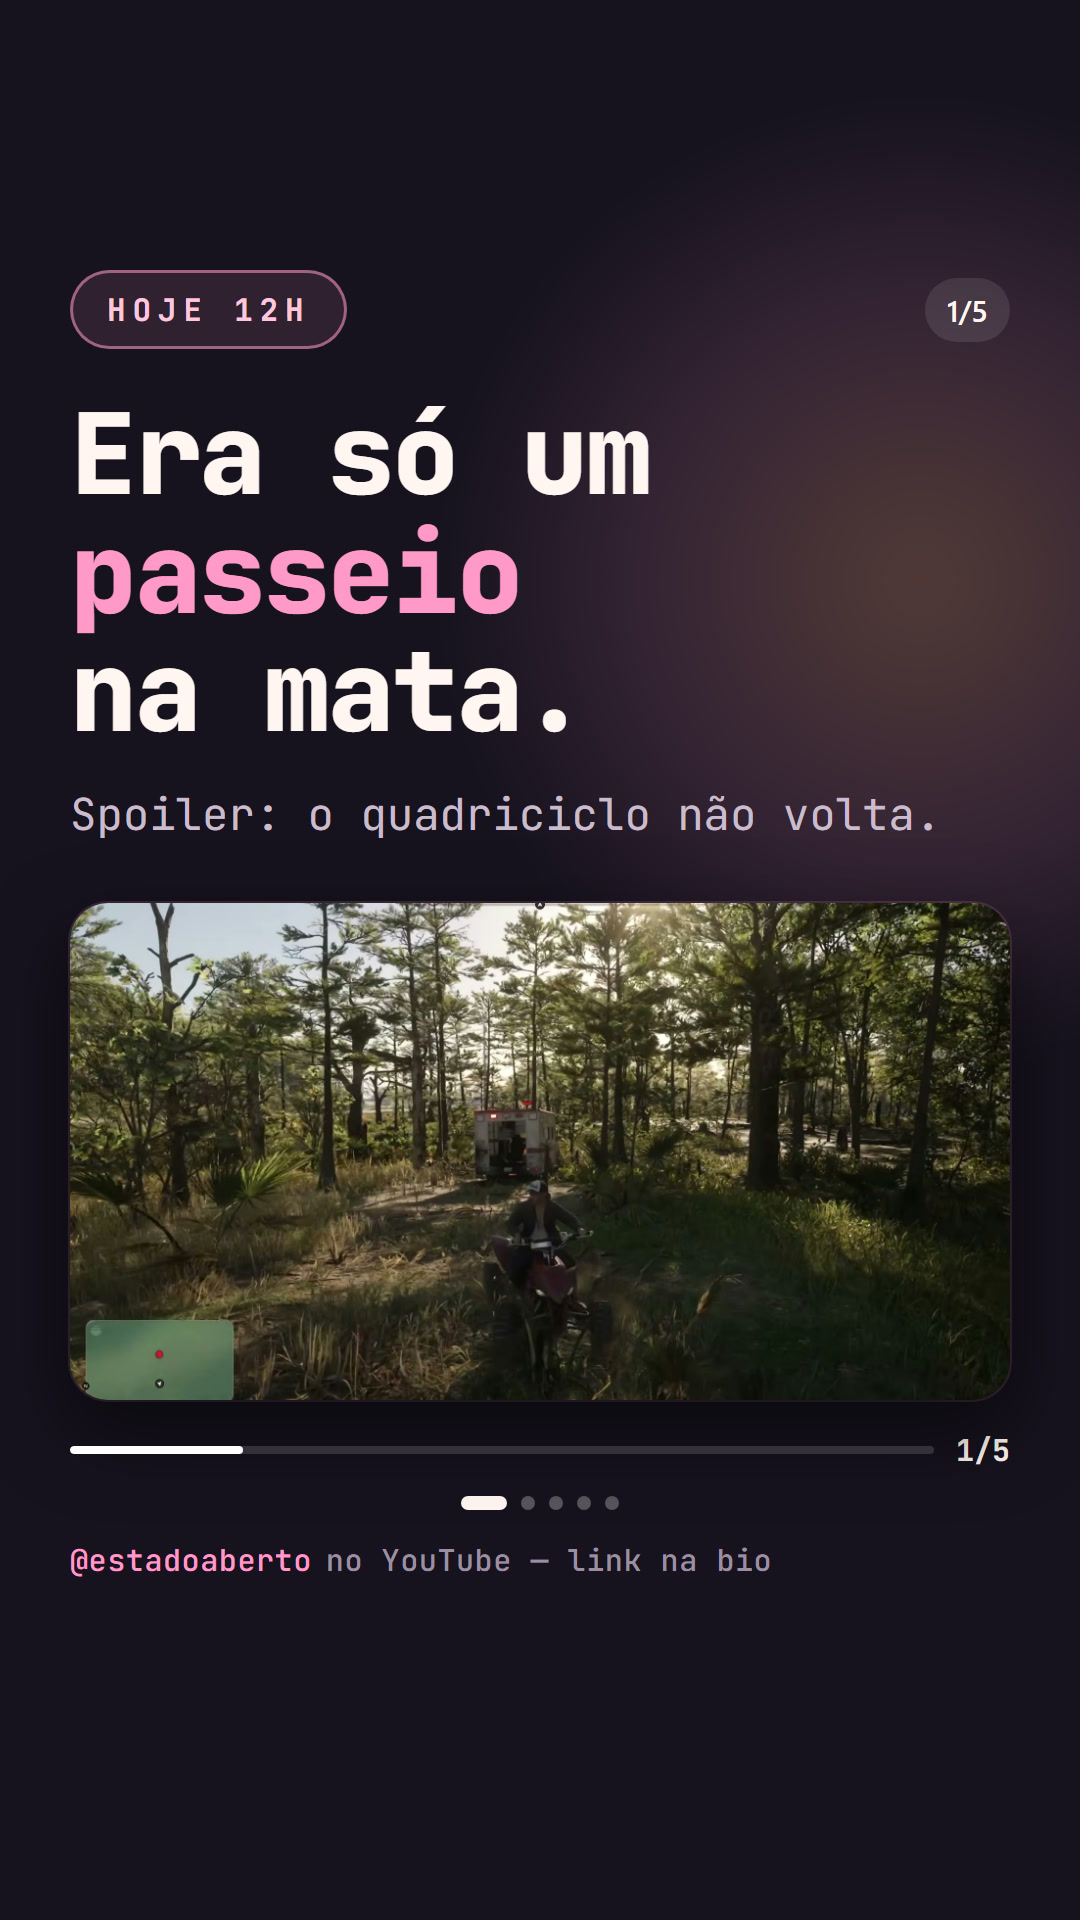 HOJE 12H
1/5
Era só um
passeio
na mata.
Spoiler: o quadriciclo não volta.
1/5
@estadoaberto no YouTube — link na bio